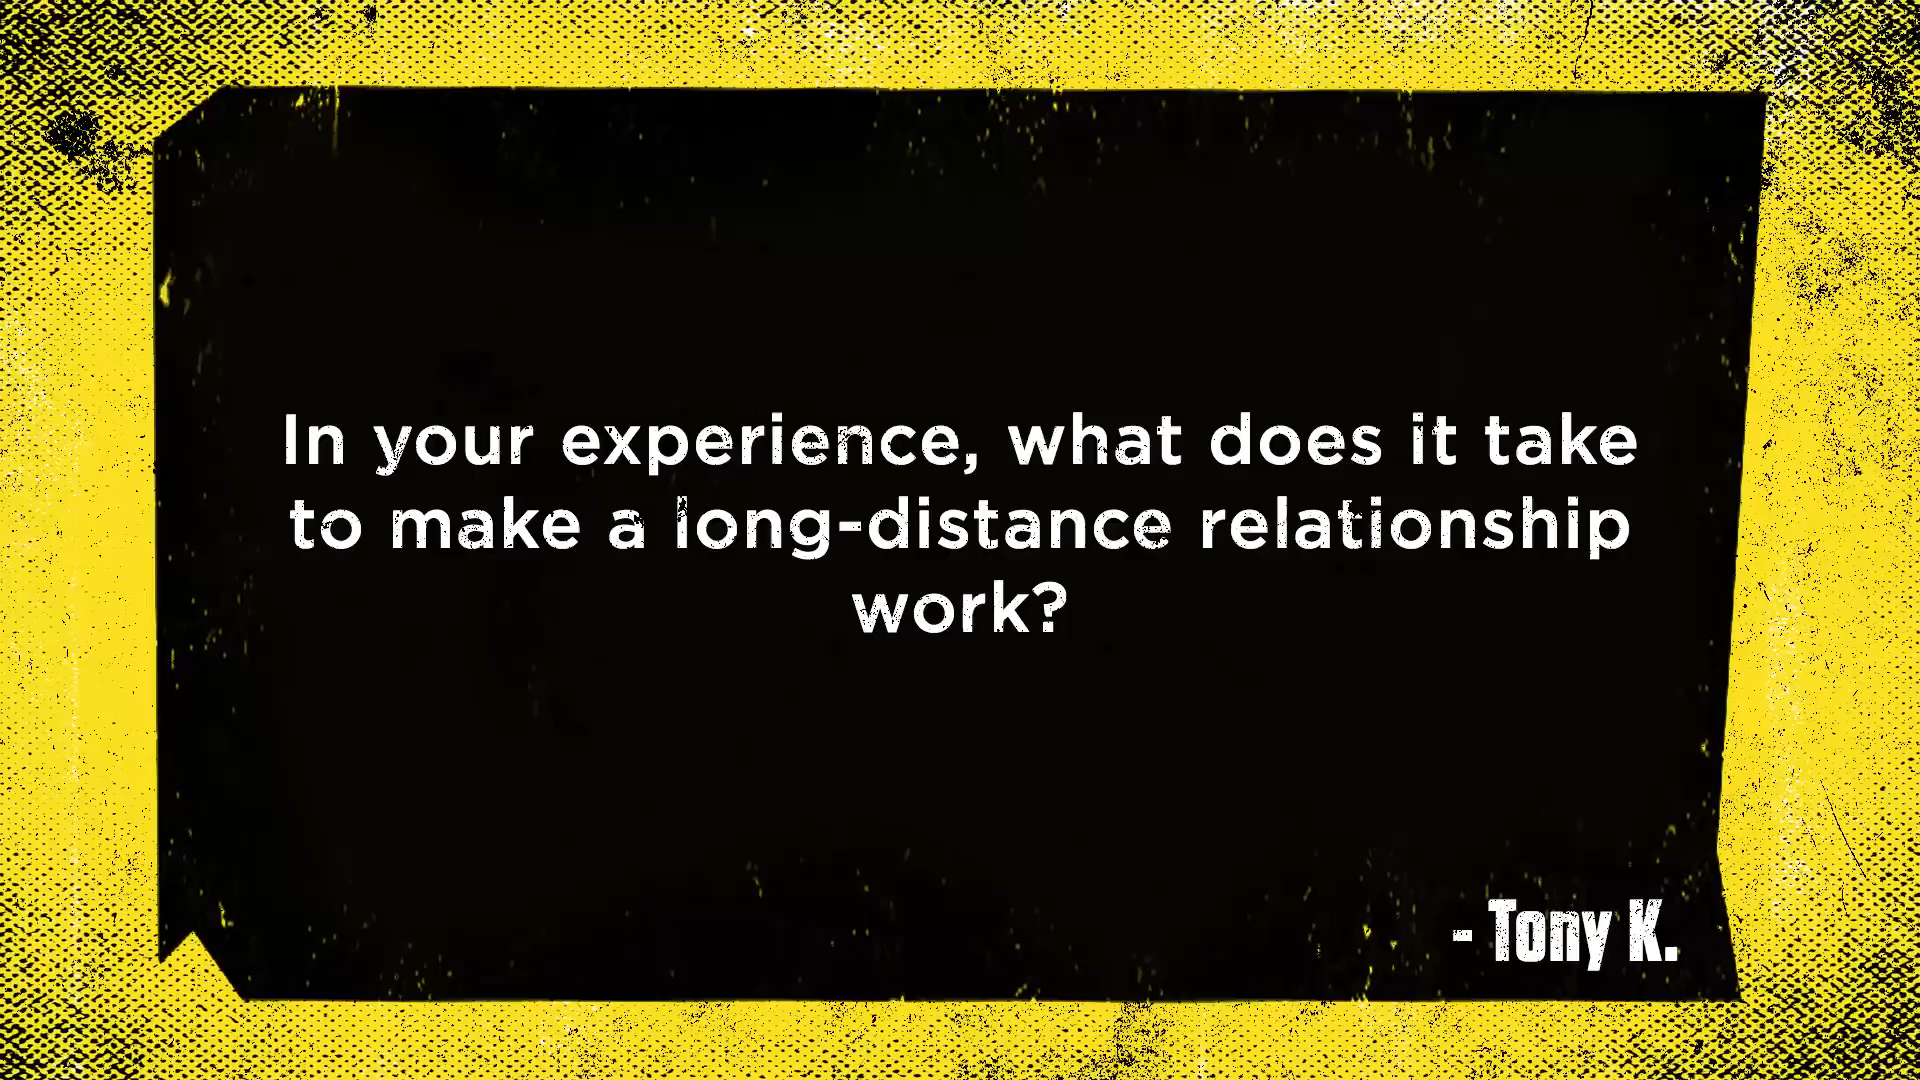 In your experience, what does it take
to make a long-distance relationship
work?
- Tony K.